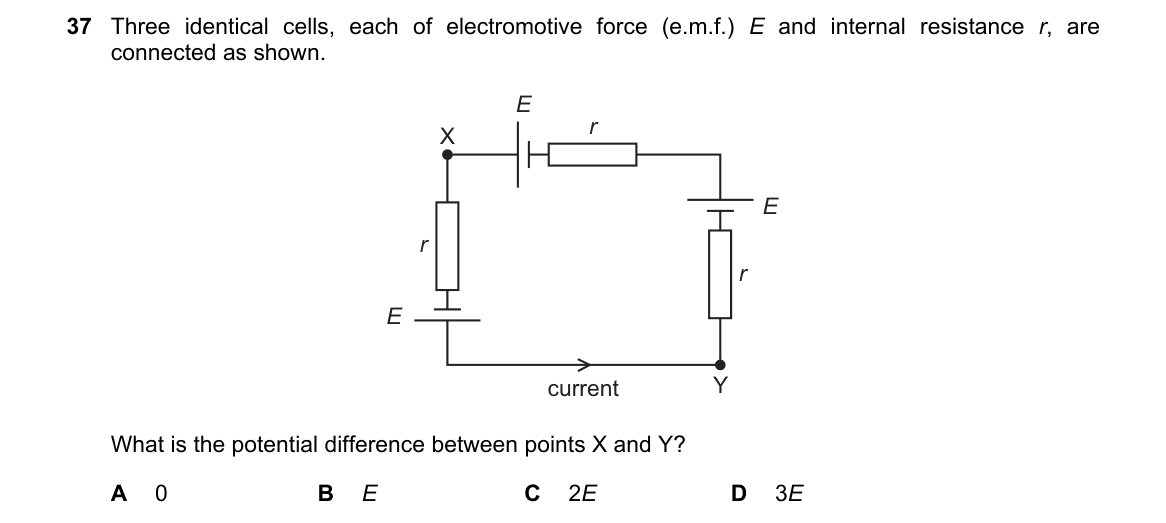 37 Three identical cells, each of electromotive force (e.m.f.) E and internal resistance r, are
connected as shown.
E
r
X
E
r
r
E
current
Y
What is the potential difference between points X and Y?
A 0 B E C 2E D 3E